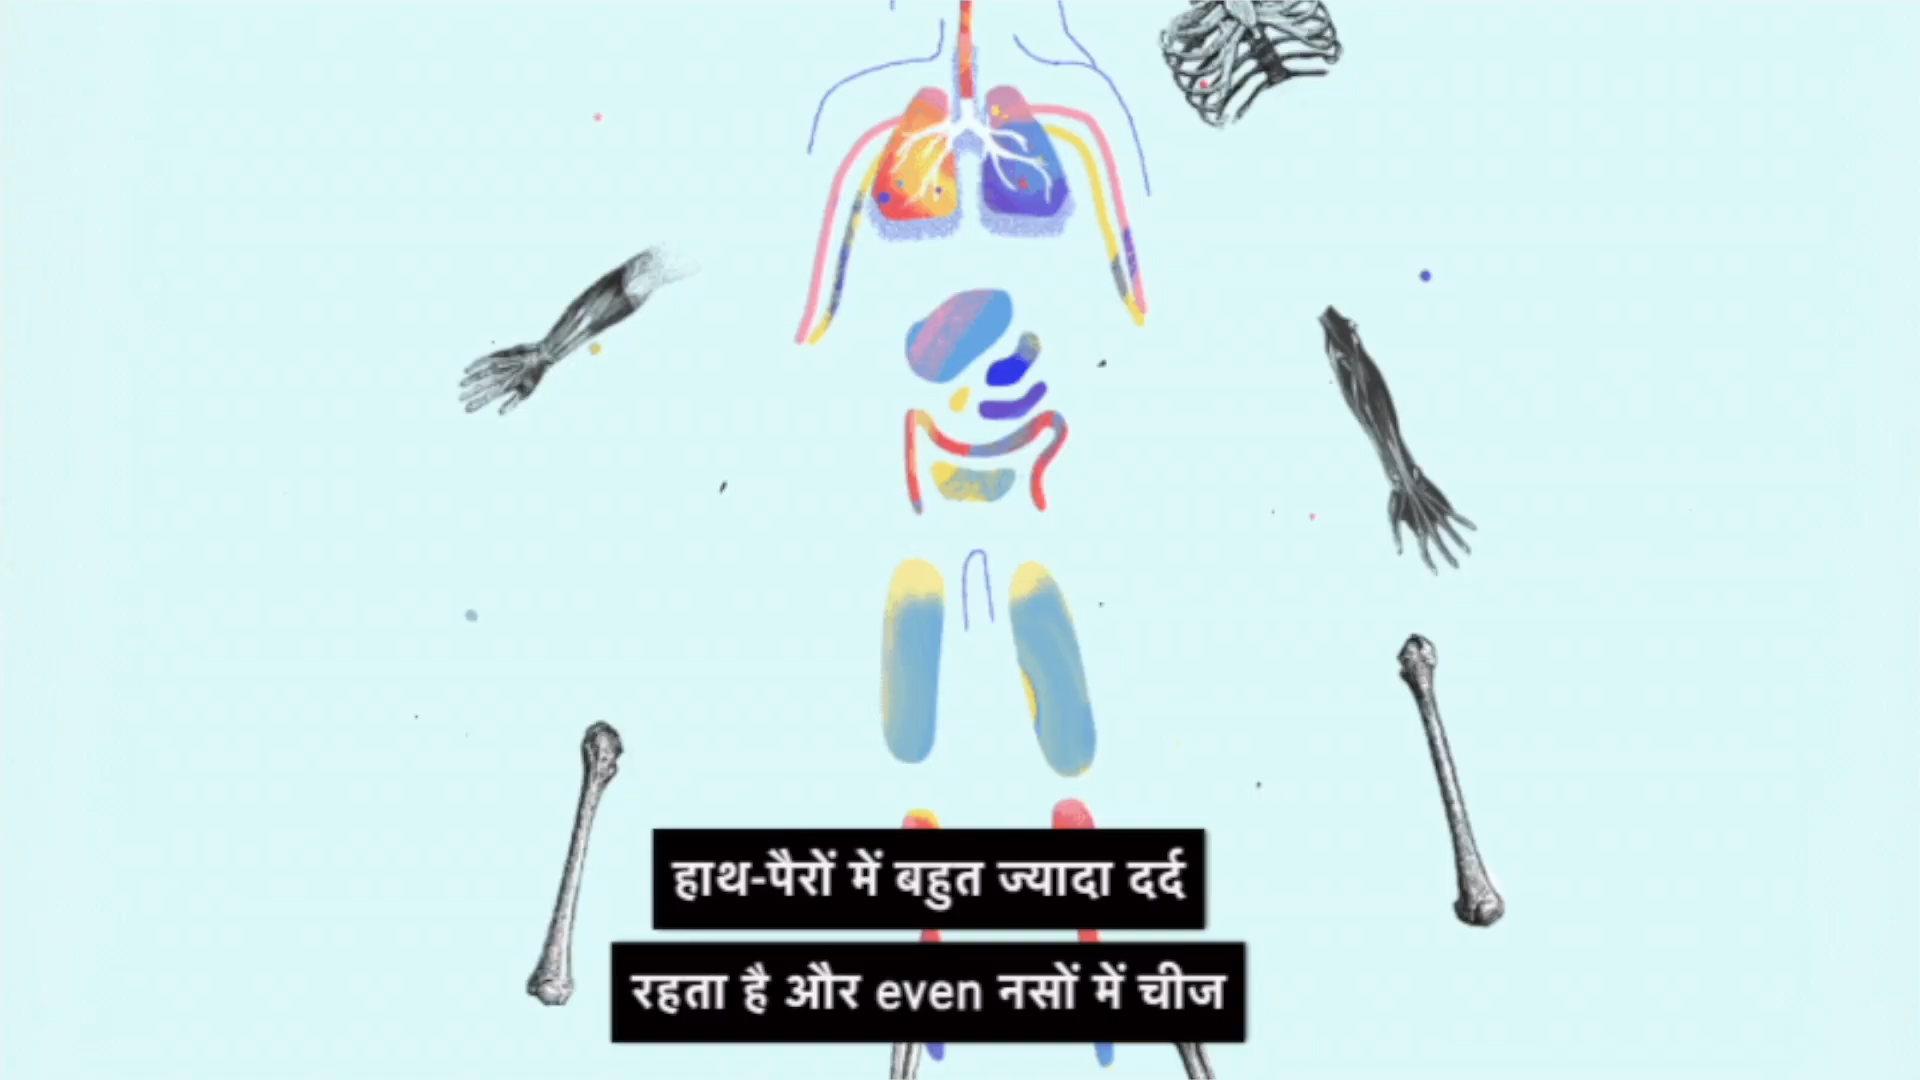 हाथ-पैरों में बहुत ज्यादा दर्द
रहता है और even नसों में चीज